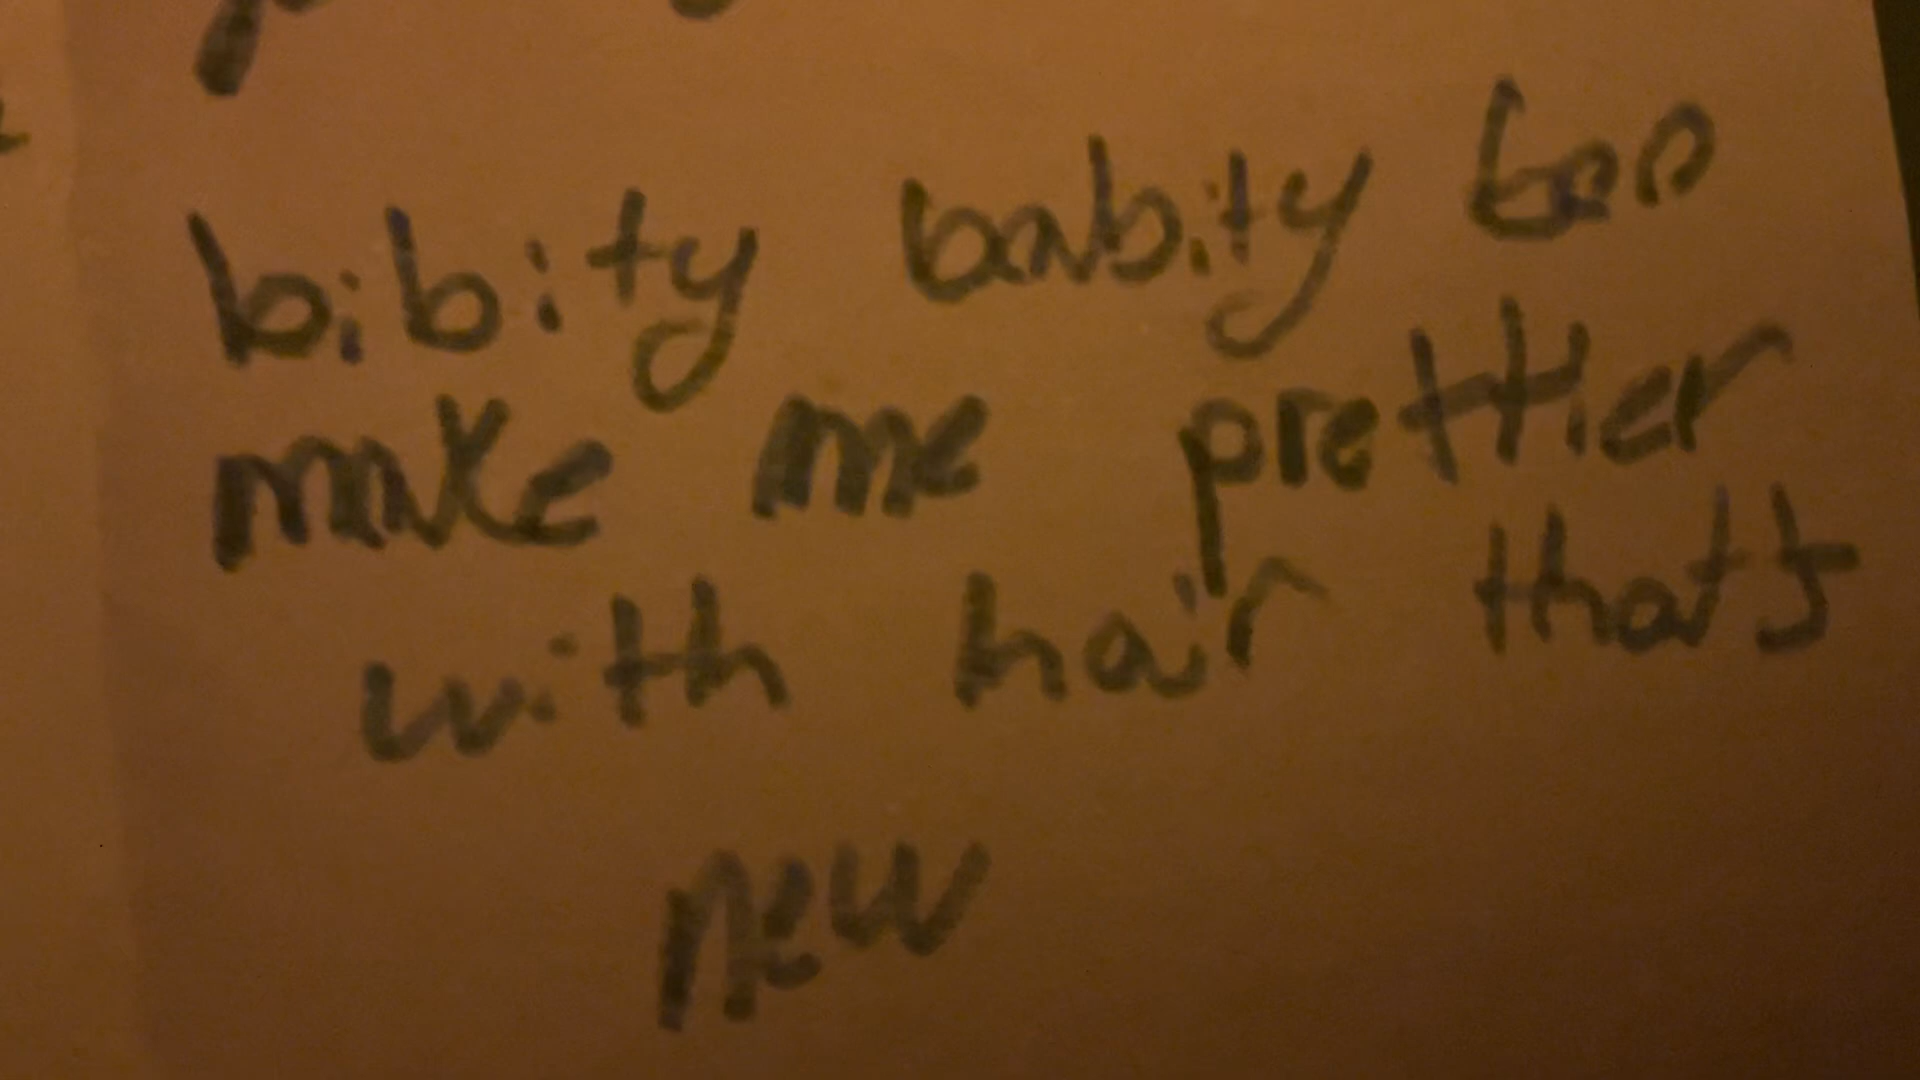 bibity babity boo
make me prettier
with hair that's
new